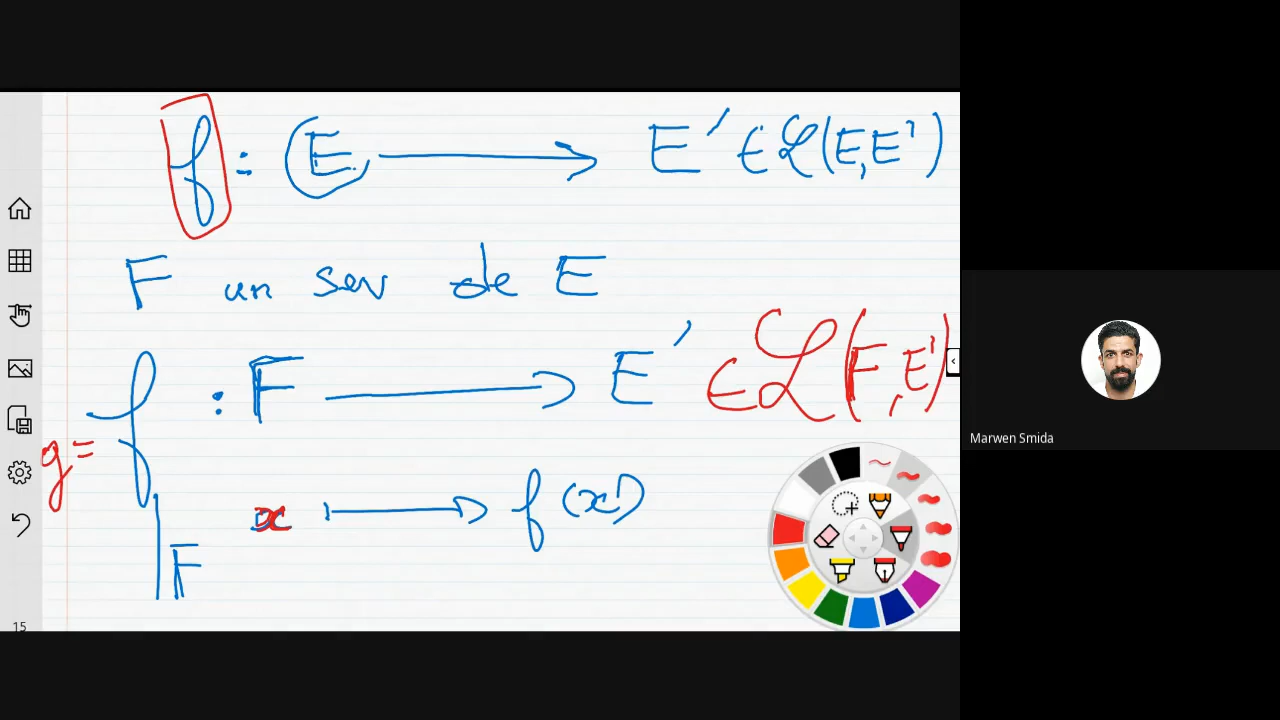 f : E ⟶ E' ∈ ℒ(E, E')
F un sev de E
g = f|F : F ⟶ E' ∈ ℒ(F, E')
x ⟼ f(x)
15
Marwen Smida